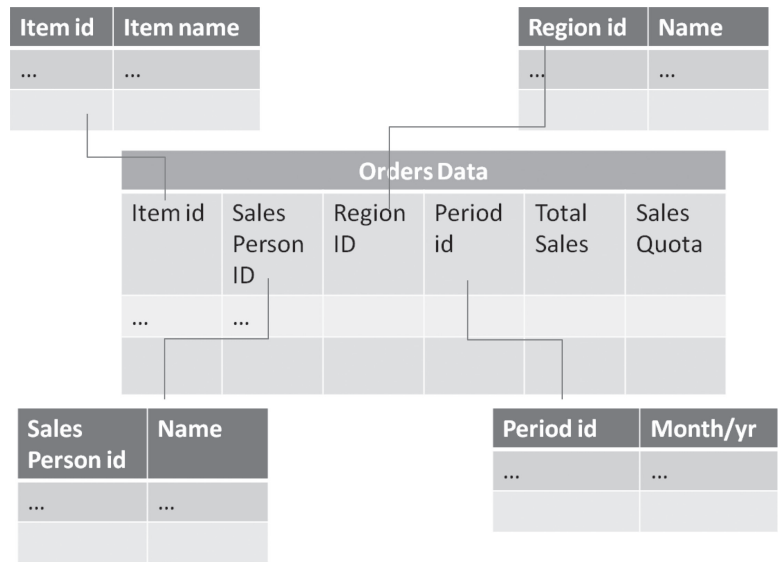 Item id Item name
... ...
Region id Name
... ...
Orders Data
Item id Sales Person ID Region ID Period id Total Sales Sales Quota
... ...
Sales Person id Name
... ...
Period id Month/yr
... ...